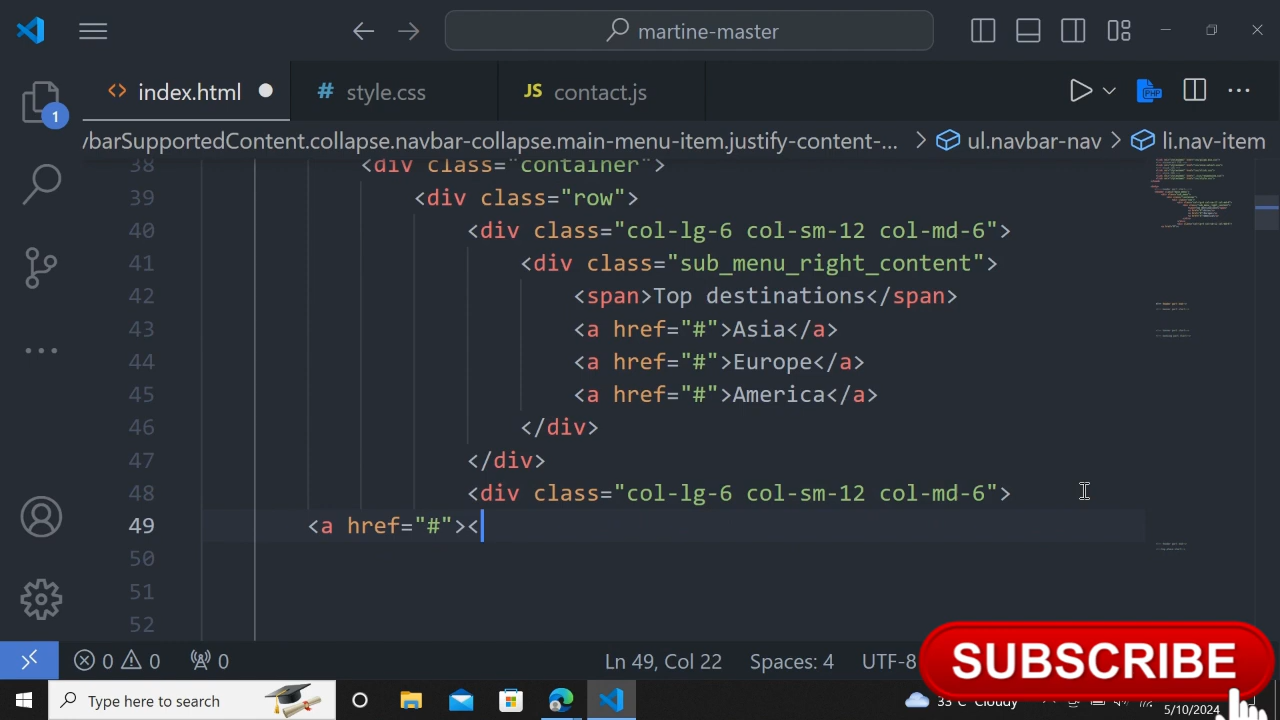 martine-master
index.html
# style.css
JS contact.js
1
/barSupportedContent.collapse.navbar-collapse.main-menu-item.justify-content-... > ul.navbar-nav > li.nav-item
38 <div class="container">
39 <div class="row">
40 <div class="col-lg-6 col-sm-12 col-md-6">
41 <div class="sub_menu_right_content">
42 <span>Top destinations</span>
43 <a href="#">Asia</a>
44 <a href="#">Europe</a>
45 <a href="#">America</a>
46 </div>
47 </div>
48 <div class="col-lg-6 col-sm-12 col-md-6">
49 <a href="#"><
50
51
52
0 0 0
Ln 49, Col 22
Spaces: 4
UTF-8
SUBSCRIBE
Type here to search
33°C Cloudy
5/10/2024